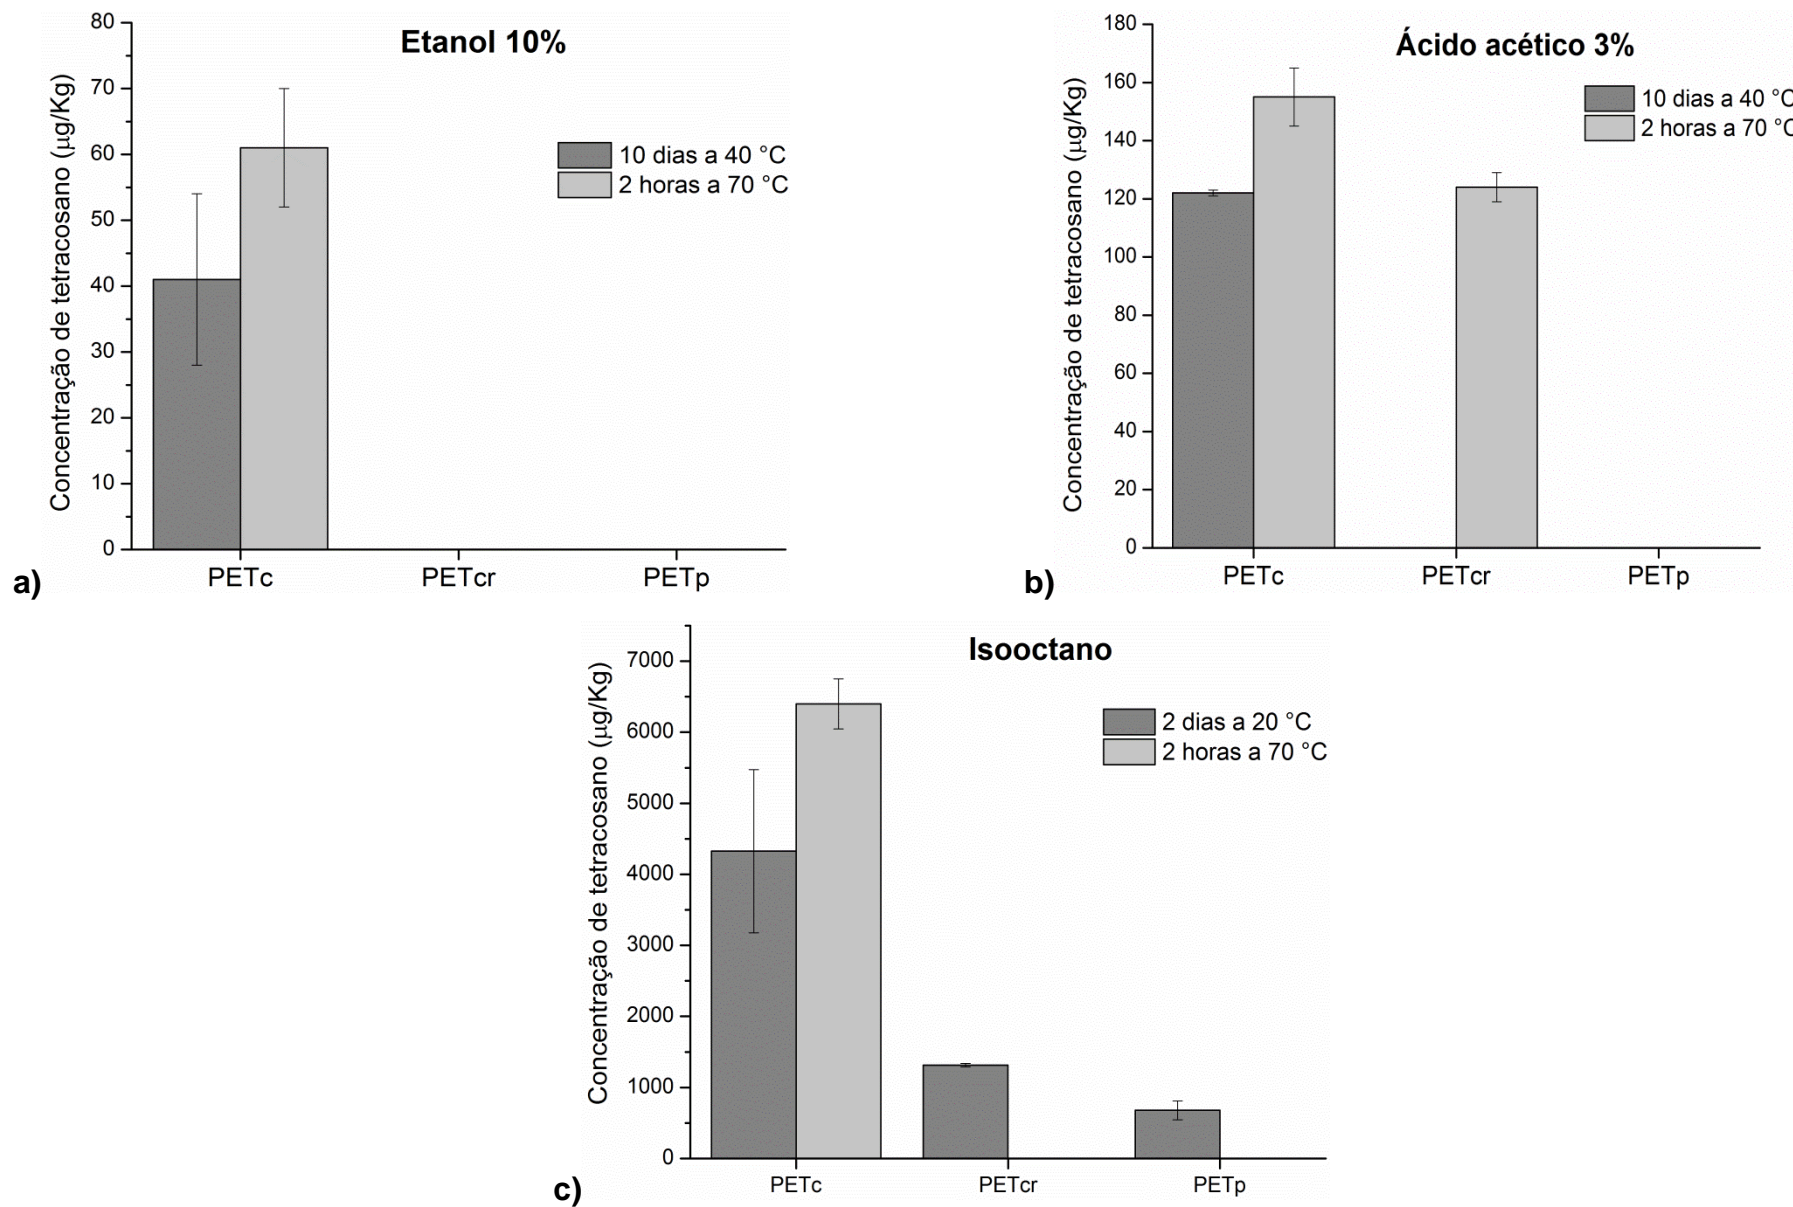 Etanol 10%
Concentração de tetracosano (µg/Kg)
80
70
60
50
40
30
20
10
0
10 dias a 40 °C
2 horas a 70 °C
PETc PETcr PETp
a)
Ácido acético 3%
Concentração de tetracosano (µg/Kg)
180
160
140
120
100
80
60
40
20
0
10 dias a 40 °C
2 horas a 70 °C
PETc PETcr PETp
b)
Isooctano
Concentração de tetracosano (µg/Kg)
7000
6000
5000
4000
3000
2000
1000
0
2 dias a 20 °C
2 horas a 70 °C
PETc PETcr PETp
c)